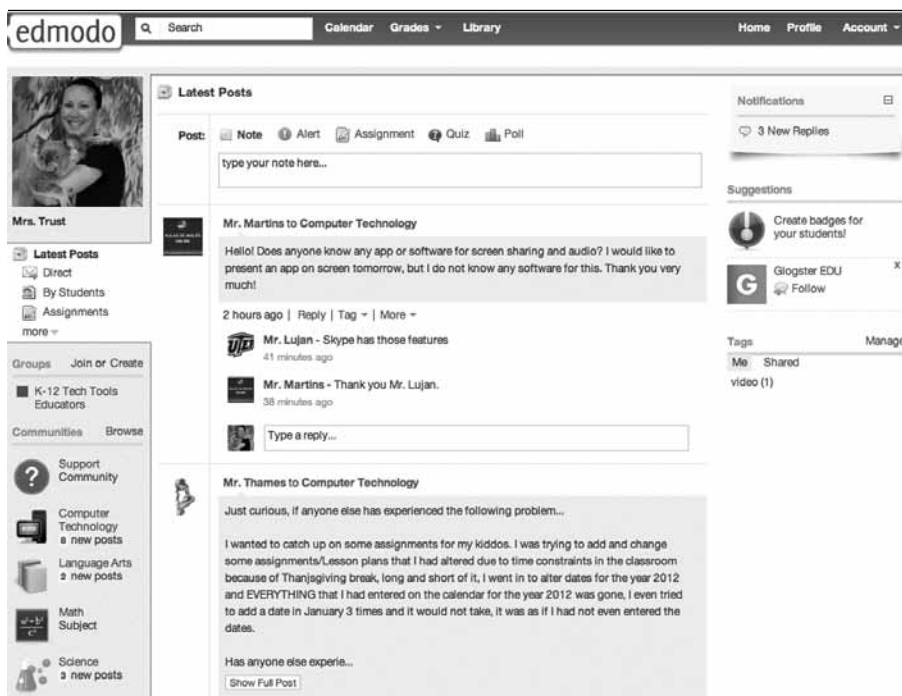 edmodo
Search
Calendar Grades Library
Home Profile Account
Mrs. Trust
Latest Posts
Direct
By Students
Assignments
more
Groups Join or Create
K-12 Tech Tools
Educators
Communities Browse
Support
Community
Computer
Technology
8 new posts
Language Arts
2 new posts
Math
Subject
Science
3 new posts
Latest Posts
Post: Note Alert Assignment Quiz Poll
type your note here...
Mr. Martins to Computer Technology
Hello! Does anyone know any app or software for screen sharing and audio? I would like to
present an app on screen tomorrow, but I do not know any software for this. Thank you very
much!
2 hours ago | Reply | Tag | More
UTEP
Mr. Lujan - Skype has those features
41 minutes ago
Mr. Martins - Thank you Mr. Lujan.
38 minutes ago
Type a reply...
Mr. Thames to Computer Technology
Just curious, if anyone else has experienced the following problem...
I wanted to catch up on some assignments for my kiddos. I was trying to add and change
some assignments/Lesson plans that I had altered due to time constraints in the classroom
because of Thanjsgiving break, long and short of it, I went in to alter dates for the year 2012
and EVERYTHING that I had entered on the calendar for the year 2012 was gone, I even tried
to add a date in January 3 times and it would not take, it was as if I had not even entered the
dates.
Has anyone else experie...
Show Full Post
Notifications
3 New Replies
Suggestions
Create badges for
your students!
G
Glogster EDU x
Follow
Tags Manage
Me Shared
video (1)